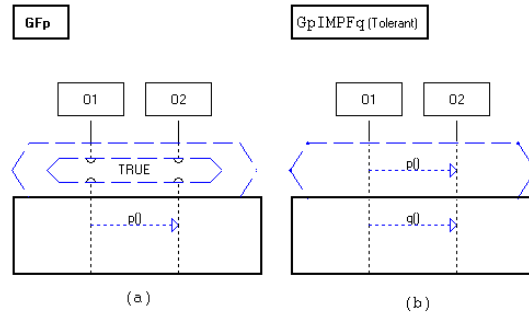 GFp
GpIMPFq (Tolerant)
O1 O2
O1 O2
TRUE
p()
p()
p()
q()
(a)
(b)